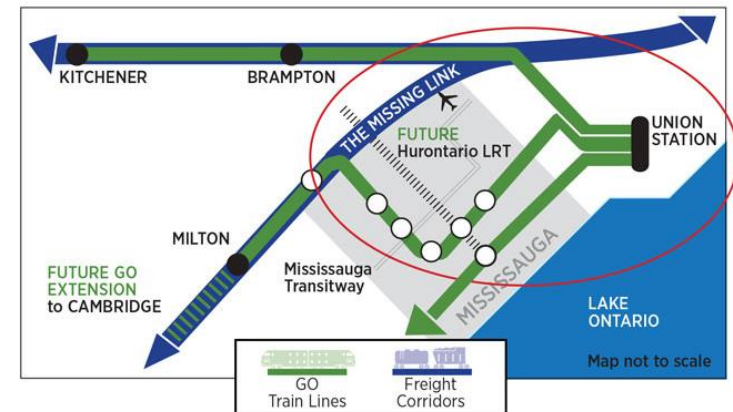 KITCHENER
BRAMPTON
THE MISSING LINK
UNION
STATION
FUTURE
Hurontario LRT
MILTON
FUTURE GO
EXTENSION
to CAMBRIDGE
Mississauga
Transitway
MISSISSAUGA
LAKE
ONTARIO
Map not to scale
GO
Train Lines
Freight
Corridors